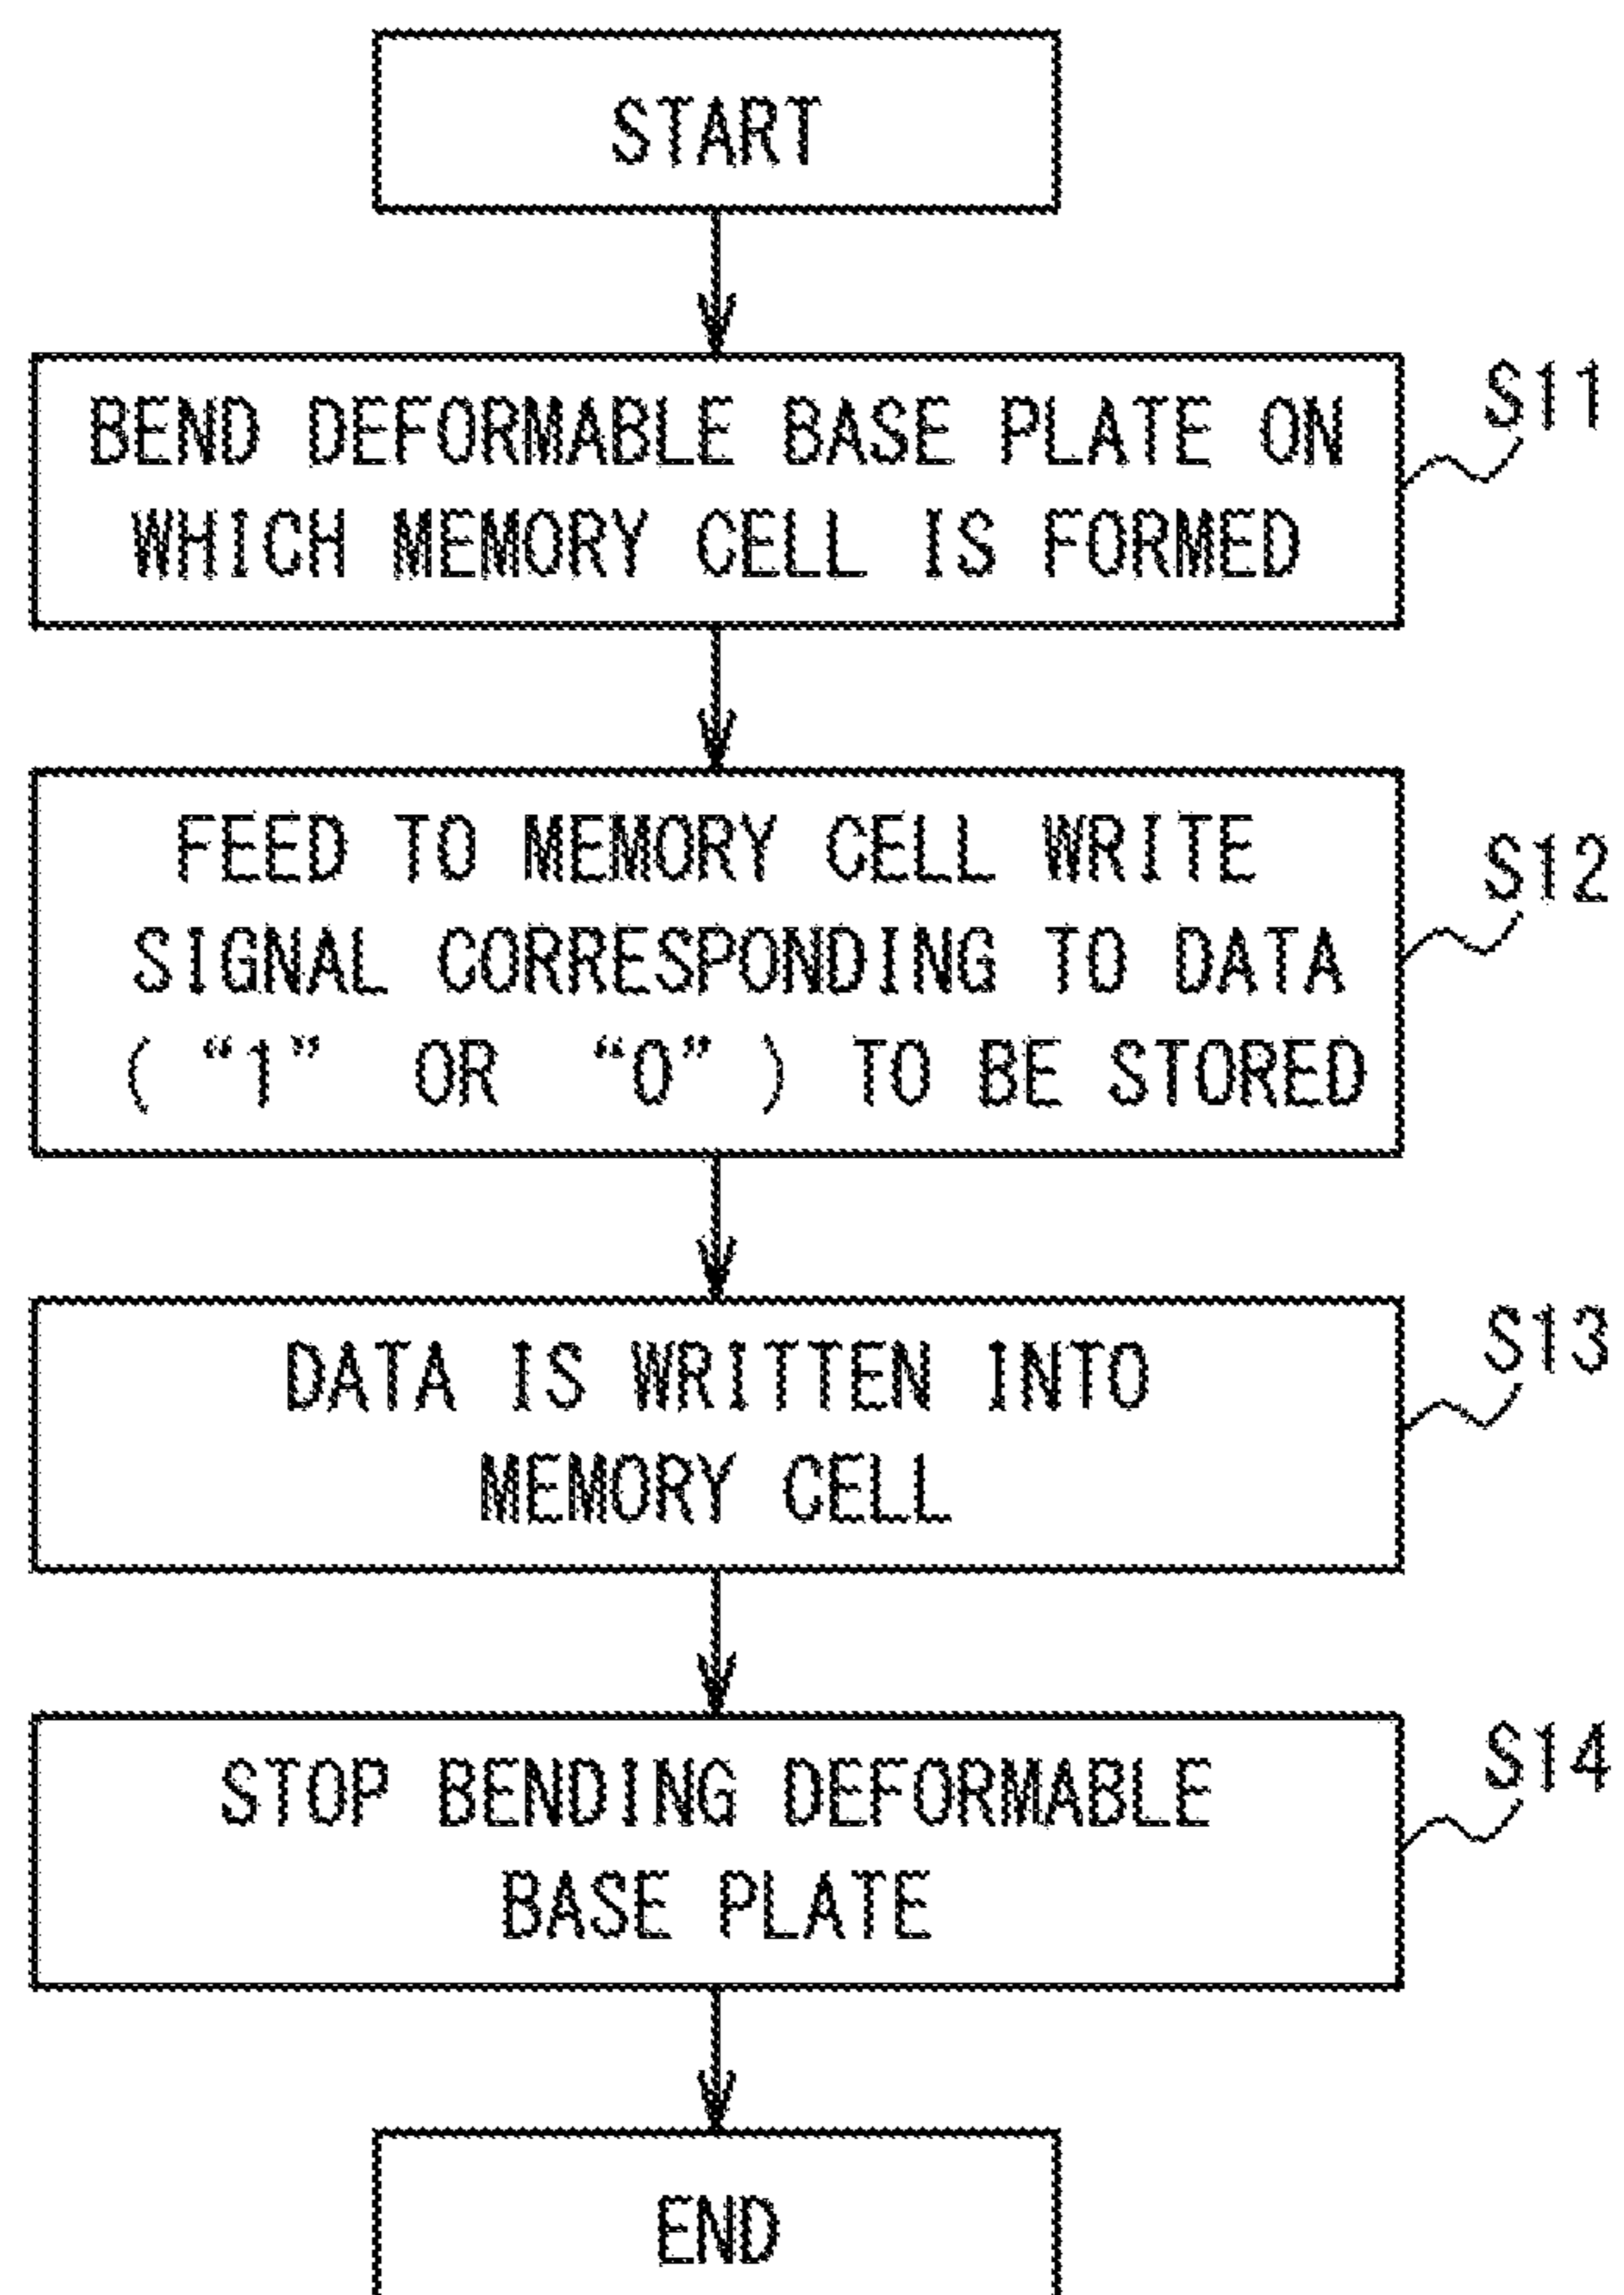 START
BEND DEFORMABLE BASE PLATE ON
WHICH MEMORY CELL IS FORMED
S11
FEED TO MEMORY CELL WRITE
SIGNAL CORRESPONDING TO DATA
( “1” OR “0” ) TO BE STORED
S12
DATA IS WRITTEN INTO
MEMORY CELL
S13
STOP BENDING DEFORMABLE
BASE PLATE
S14
END